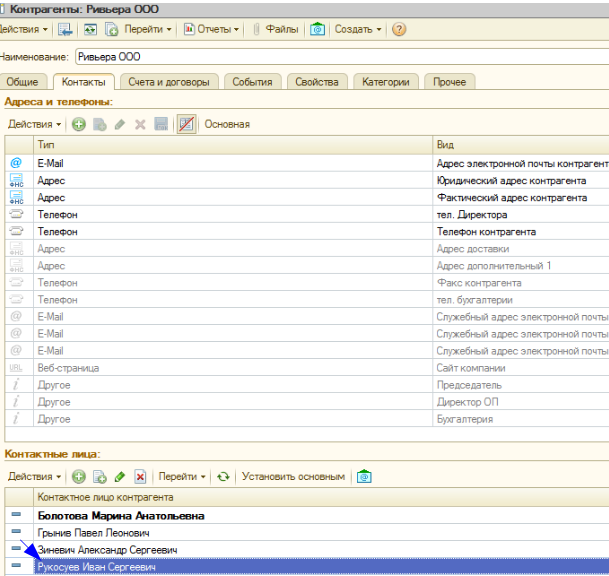 Контрагенты: Ривьера ООО
Действия Перейти Отчеты Файлы Создать
Наименование: Ривьера ООО
Общие Контакты Счета и договоры События Свойства Категории Прочее
Адреса и телефоны:
Действия Основная
Тип Вид
E-Mail Адрес электронной почты контрагент
ФНС Адрес Юридический адрес контрагента
ФНС Адрес Фактический адрес контрагента
Телефон тел. Директора
Телефон Телефон контрагента
ФНС Адрес Адрес доставки
ФНС Адрес Адрес дополнительный 1
Телефон Факс контрагента
Телефон тел. бухгалтерии
E-Mail Служебный адрес электронной почты
E-Mail Служебный адрес электронной почты
E-Mail Служебный адрес электронной почты
URL Веб-страница Сайт компании
Другое Председатель
Другое Директор ОП
Другое Бухгалтерия
Контактные лица:
Действия Перейти Установить основным
Контактное лицо контрагента
Болотова Марина Анатольевна
Грынив Павел Леонович
Зиневич Александр Сергеевич
Рукосуев Иван Сергеевич